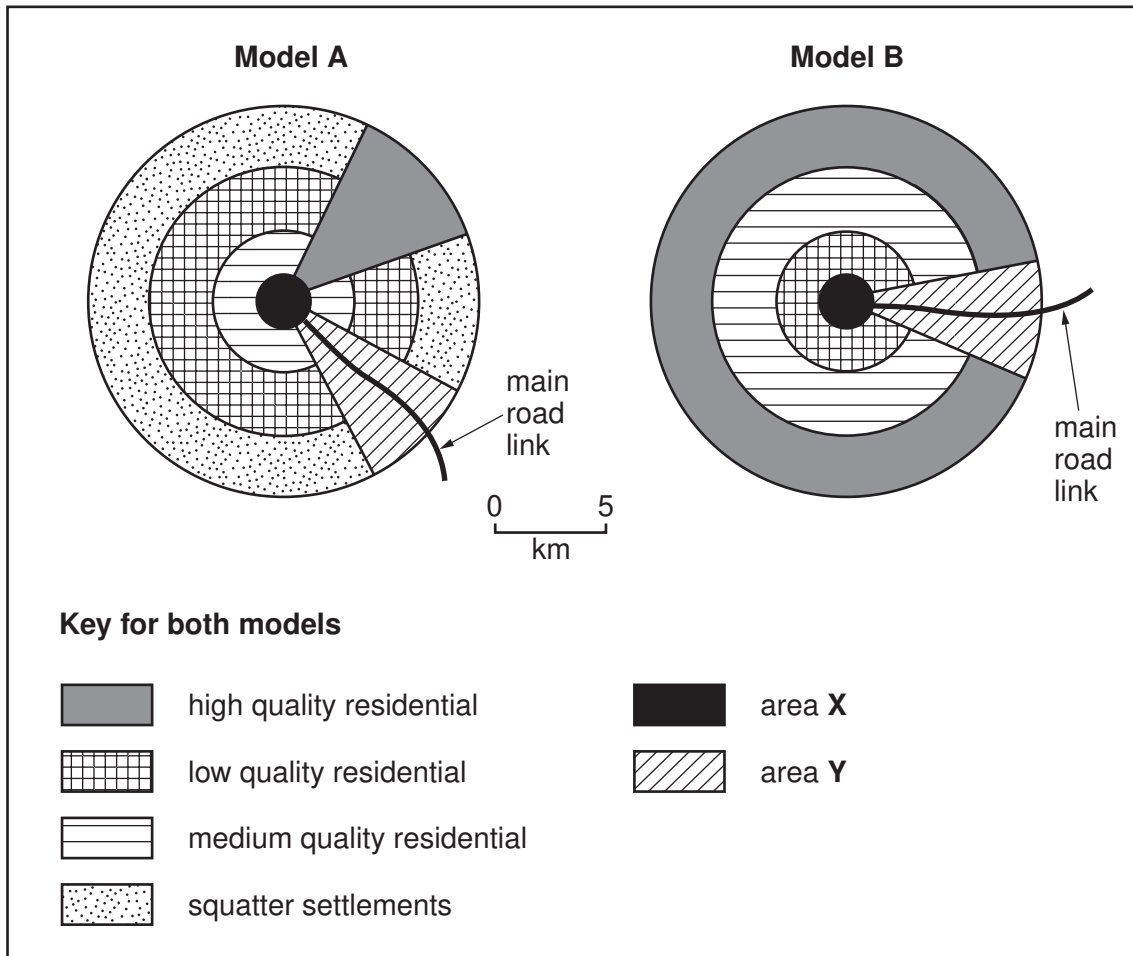 Model A
Model B
main
road
link
main
road
link
0 5
km
Key for both models
high quality residential
low quality residential
medium quality residential
squatter settlements
area X
area Y